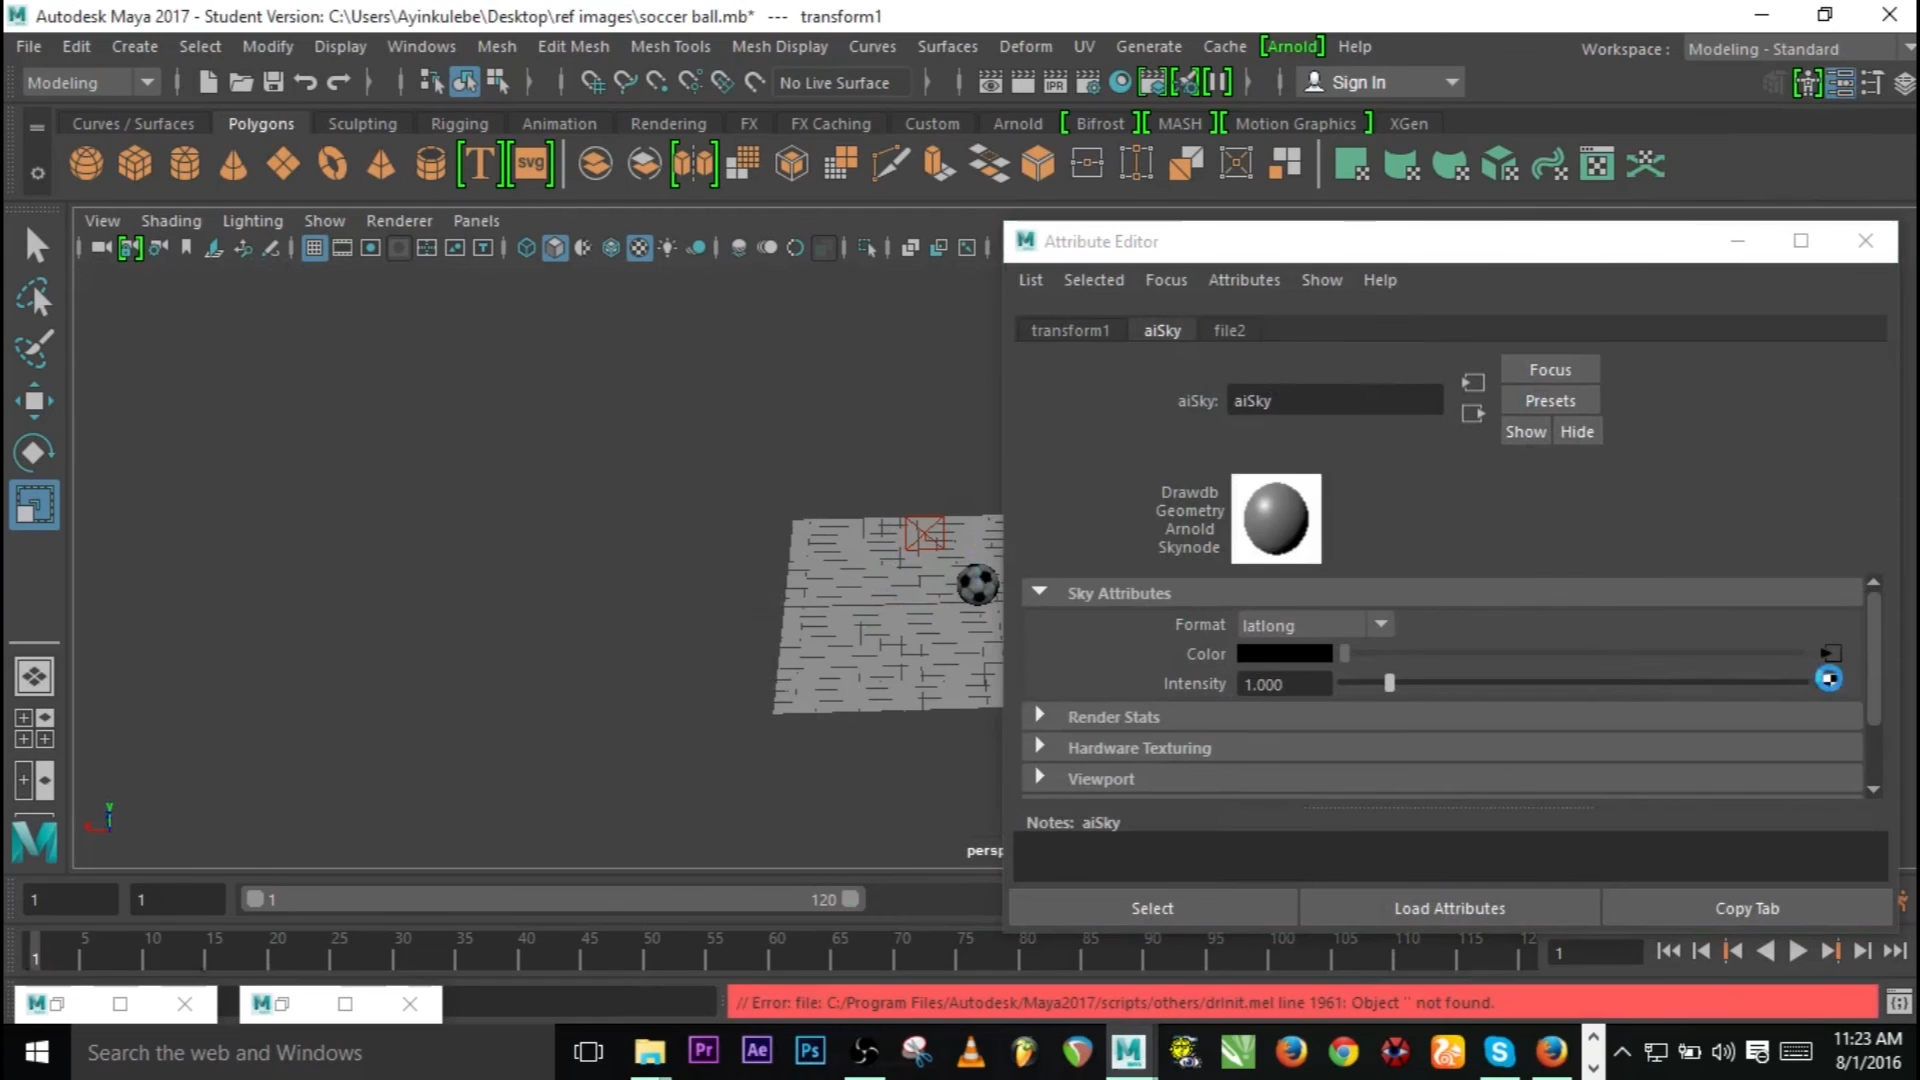 Autodesk Maya 2017 - Student Version: C:\Users\Ayinkulebe\Desktop\ref images\soccer ball.mb* --- transform1
File Edit Create Select Modify Display Windows Mesh Edit Mesh Mesh Tools Mesh Display Curves Surfaces Deform UV Generate Cache [Arnold] Help Workspace : Modeling - Standard
Modeling No Live Surface IPR Sign In
Curves / Surfaces Polygons Sculpting Rigging Animation Rendering FX FX Caching Custom Arnold [ Bifrost ][ MASH ][ Motion Graphics ] XGen
T svg
View Shading Lighting Show Renderer Panels
Attribute Editor
List Selected Focus Attributes Show Help
transform1 aiSky file2
Focus
aiSky: aiSky Presets
Show Hide
Drawdb
Geometry
Arnold
Skynode
Sky Attributes
Format latlong
Color
Intensity 1.000
Render Stats
Hardware Texturing
Viewport
Notes: aiSky
y
persp
Select Load Attributes Copy Tab
1 1 1 120
5 10 15 20 25 30 35 40 45 50 55 60 65 70 75 80 85 90 95 100 105 110 115 12
1 1
// Error: file: C:/Program Files/Autodesk/Maya2017/scripts/others/drInit.mel line 1961: Object '' not found.
Search the web and Windows Pr Ae Ps 11:23 AM
8/1/2016